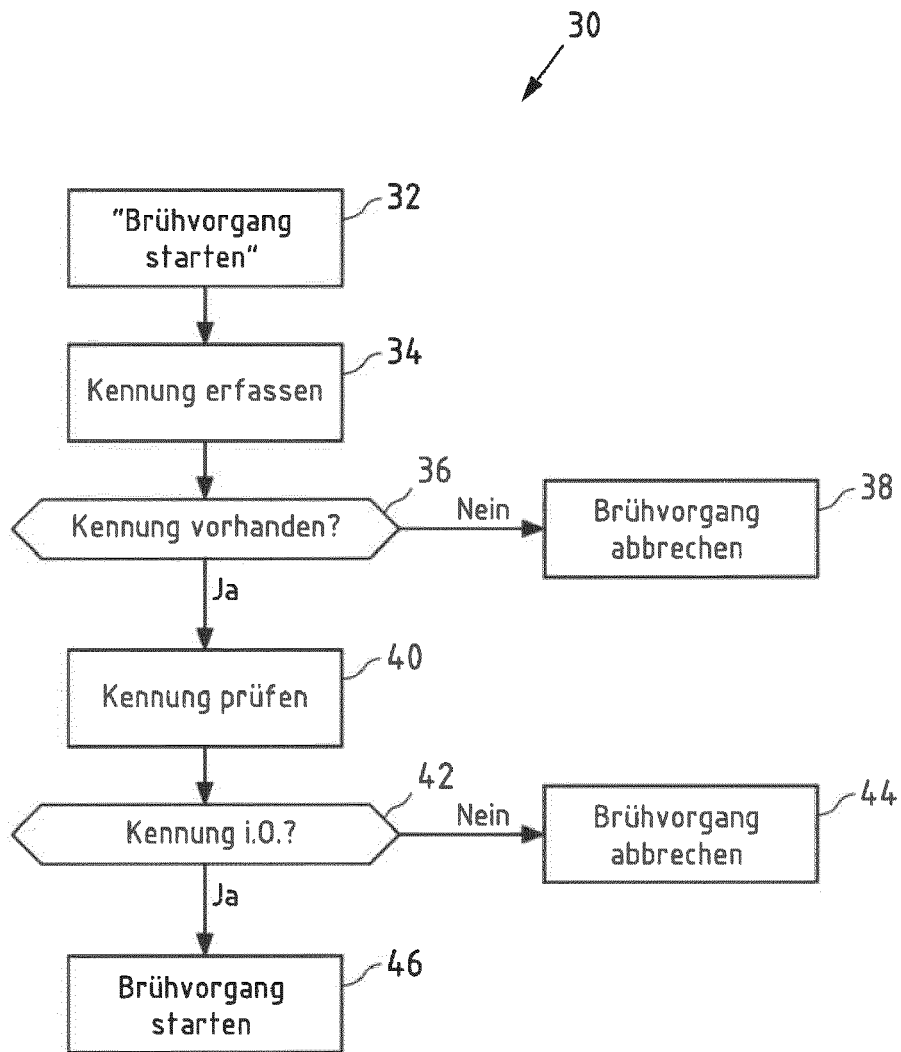 30
"Brühvorgang
starten"
32
Kennung erfassen
34
Kennung vorhanden?
36
Nein
Brühvorgang
abbrechen
38
Ja
Kennung prüfen
40
Kennung i.O.?
42
Nein
Brühvorgang
abbrechen
44
Ja
Brühvorgang
starten
46